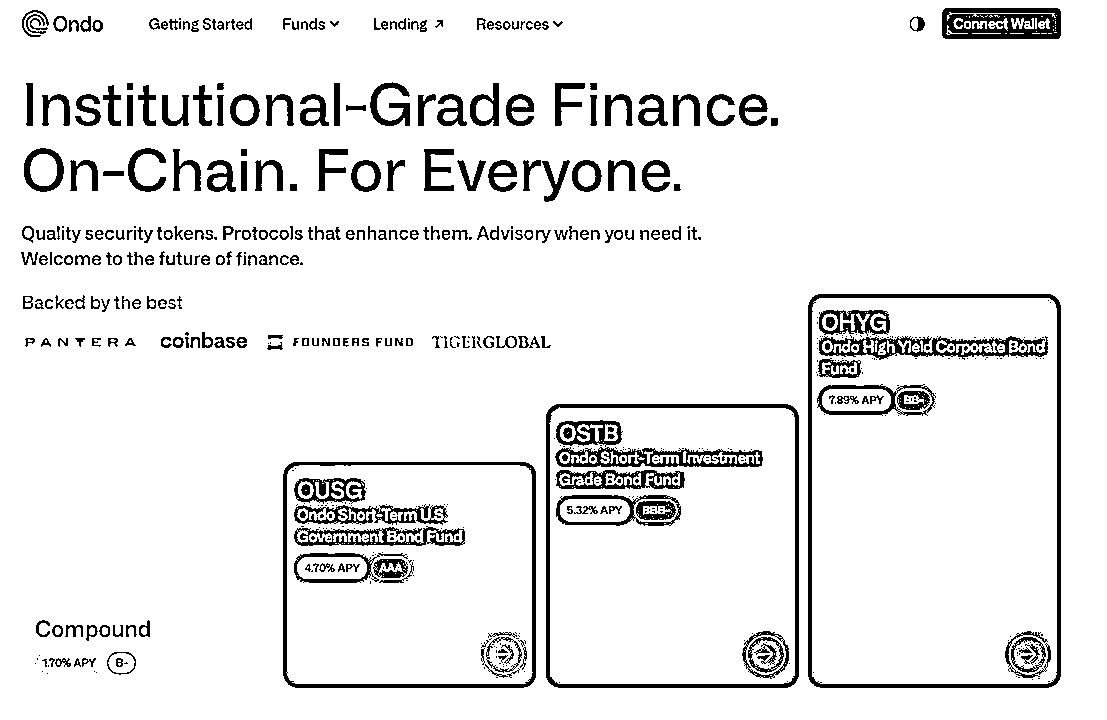 Ondo
Getting Started
Funds
Lending ↗
Resources
Connect Wallet
Institutional-Grade Finance.
On-Chain. For Everyone.
Quality security tokens. Protocols that enhance them. Advisory when you need it.
Welcome to the future of finance.
Backed by the best
PANTERA
coinbase
FOUNDERS FUND
TIGERGLOBAL
Compound
1.70% APY B-
OUSG
Ondo Short-Term U.S.
Government Bond Fund
4.70% APY AAA
OSTB
Ondo Short-Term Investment
Grade Bond Fund
5.32% APY BBB-
OHYG
Ondo High Yield Corporate Bond
Fund
7.89% APY BB-